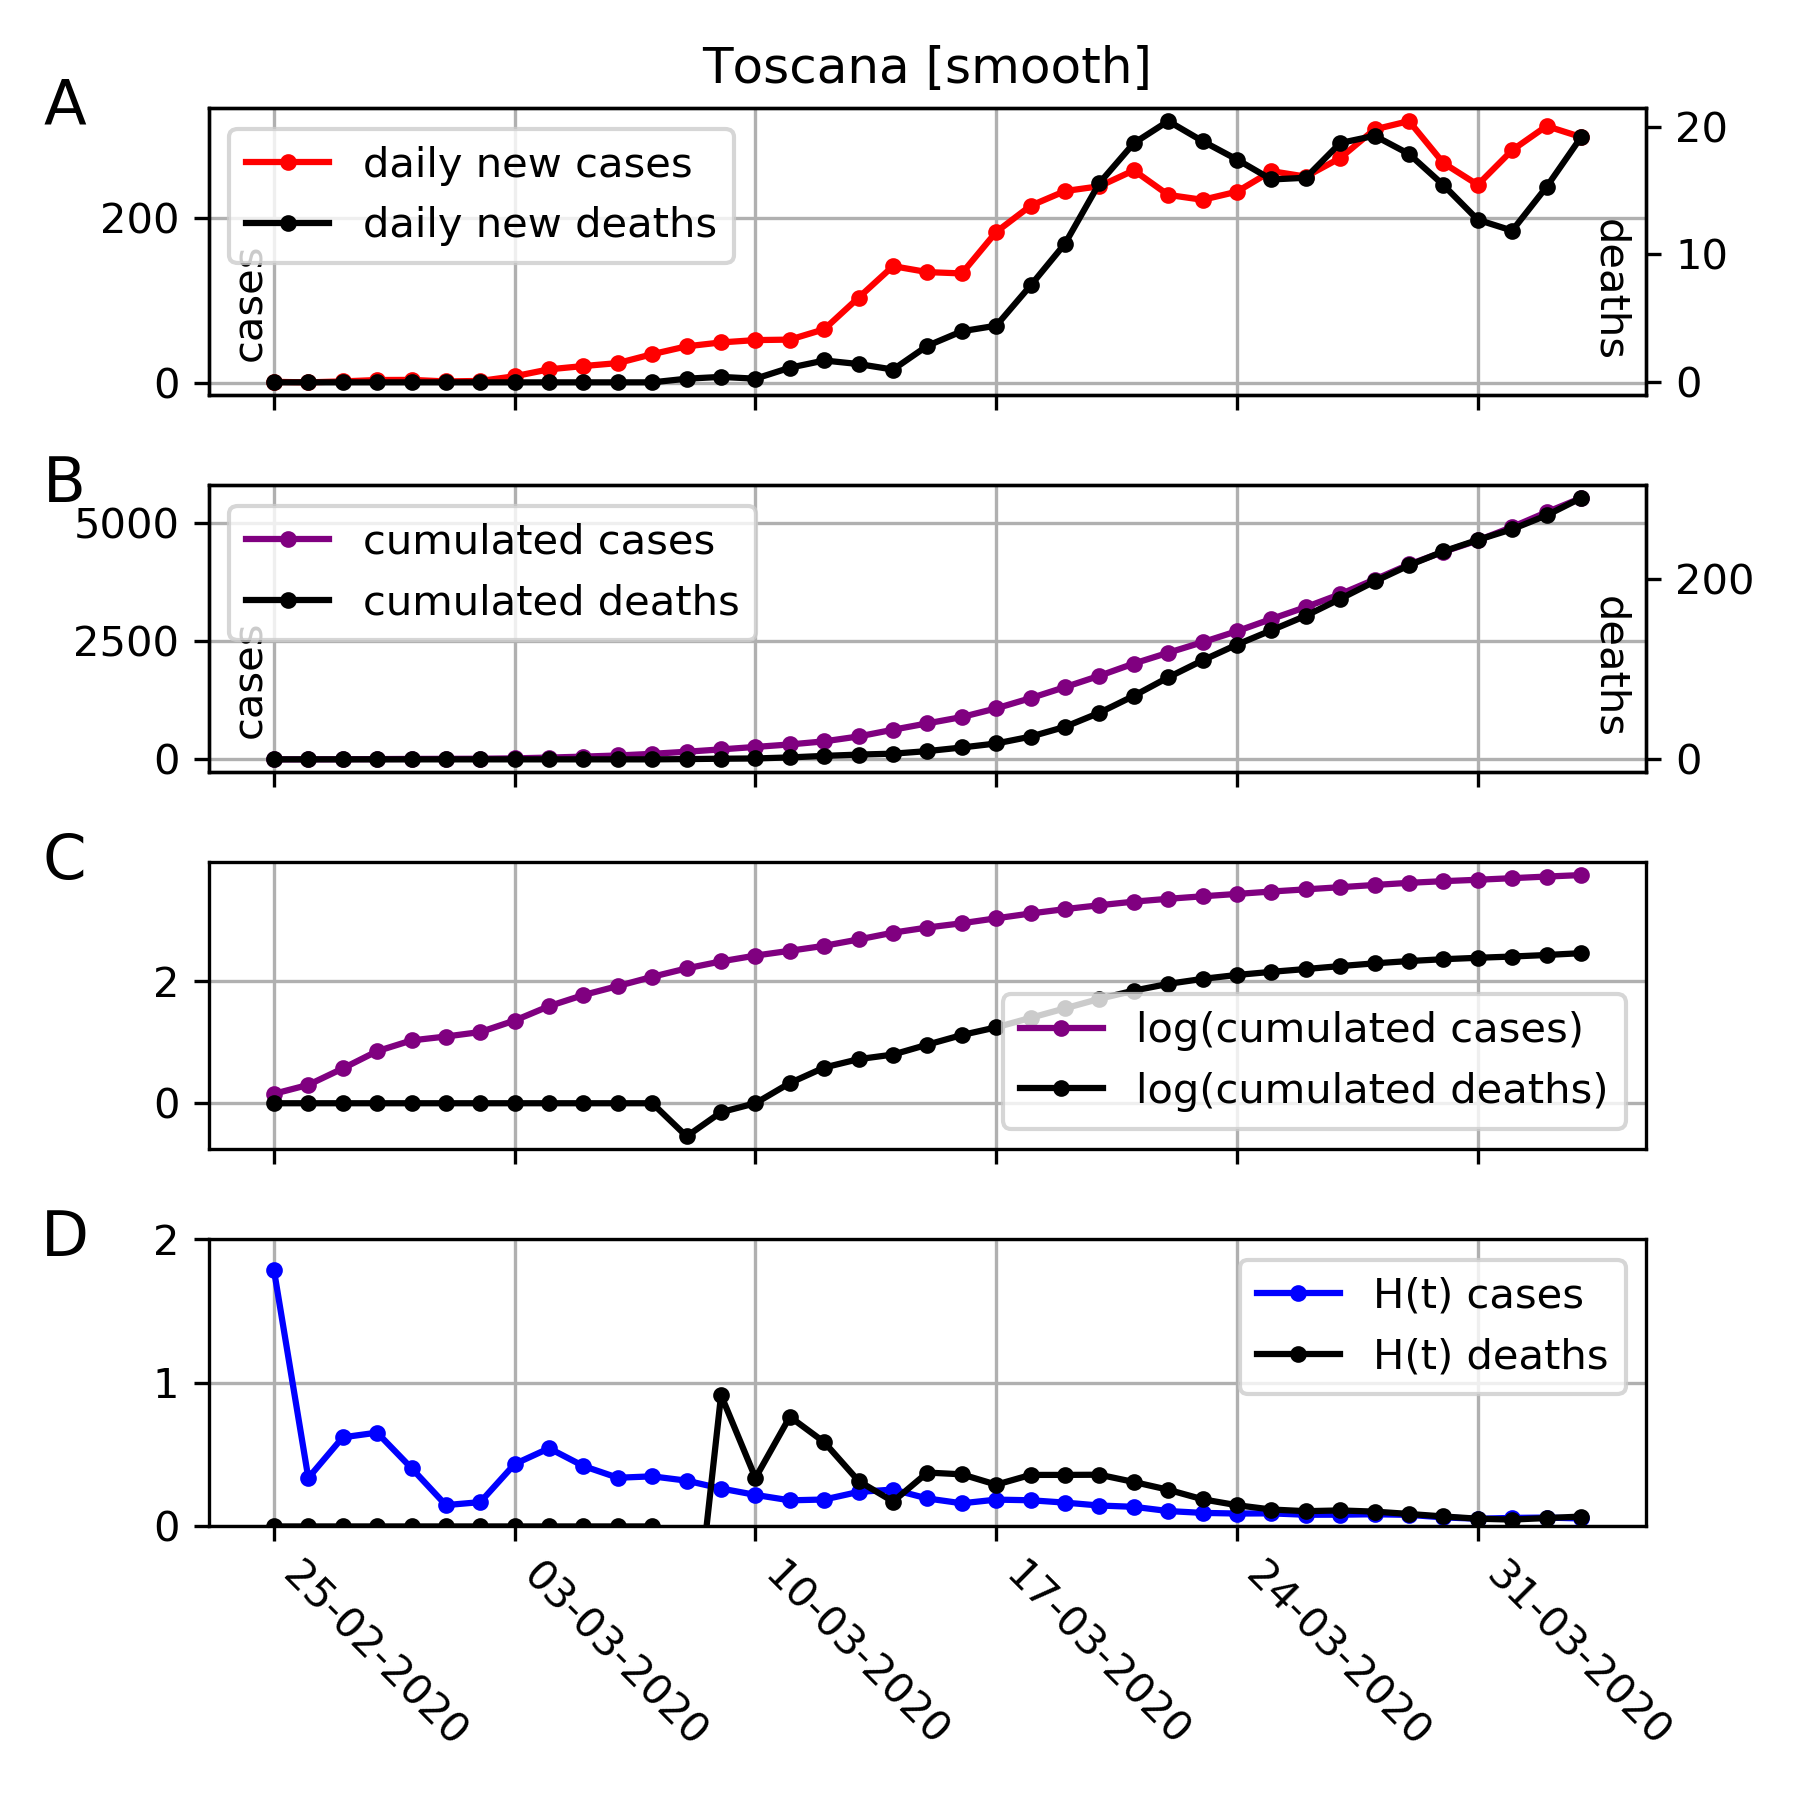 Toscana [smooth]
A
daily new cases
daily new deaths
200
0
cases
20
10
0
deaths
B
cumulated cases
cumulated deaths
5000
2500
0
cases
200
0
deaths
C
2
0
log(cumulated cases)
log(cumulated deaths)
D
2
1
0
H(t) cases
H(t) deaths
25-02-2020
03-03-2020
10-03-2020
17-03-2020
24-03-2020
31-03-2020